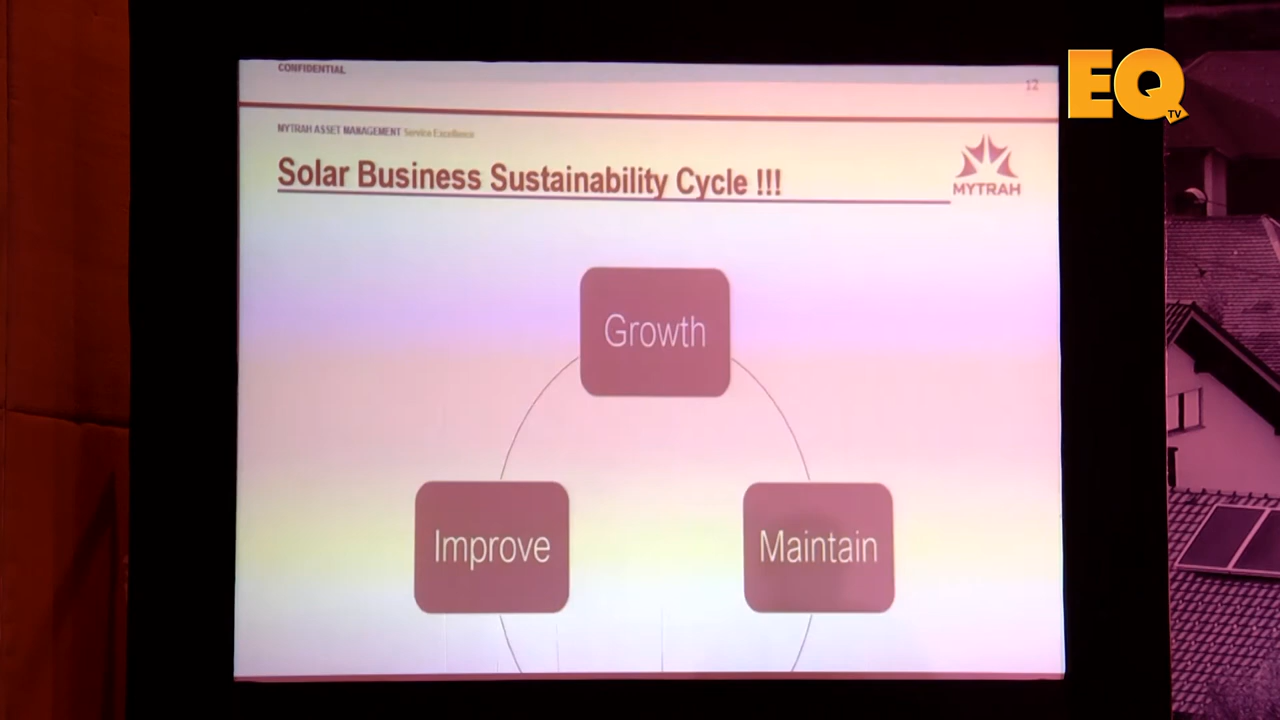 EQ
TV
CONFIDENTIAL
12
MYTRAH ASSET MANAGEMENT Service Excellence
Solar Business Sustainability Cycle !!!
MYTRAH
Growth
Improve
Maintain